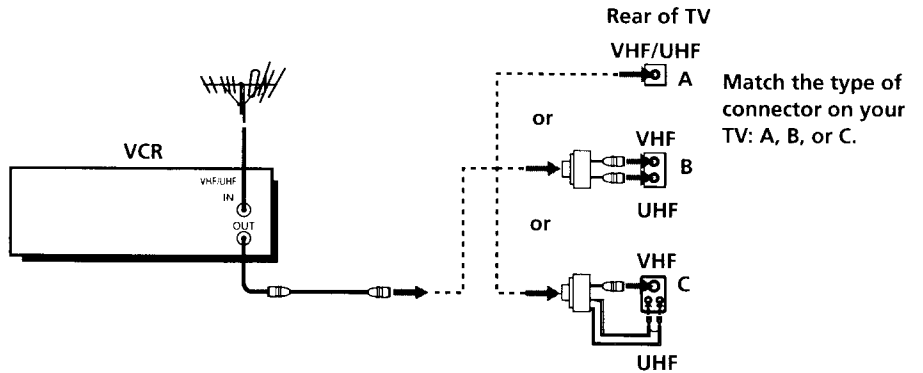 Rear of TV
VHF/UHF
A
Match the type of
connector on your
TV: A, B, or C.
or
VCR
VHF/UHF
IN
OUT
VHF
B
UHF
or
VHF
C
UHF